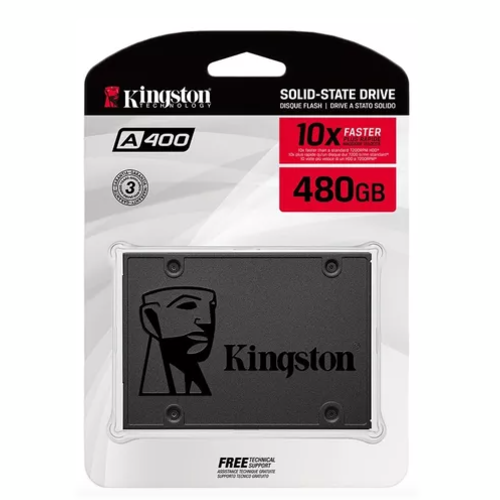 Kingston
TECHNOLOGY
SOLID-STATE DRIVE
DISQUE FLASH | DRIVE A STATO SOLIDO
A400
10x FASTER
480GB
3
Kingston
FREE TECHNICAL
SUPPORT